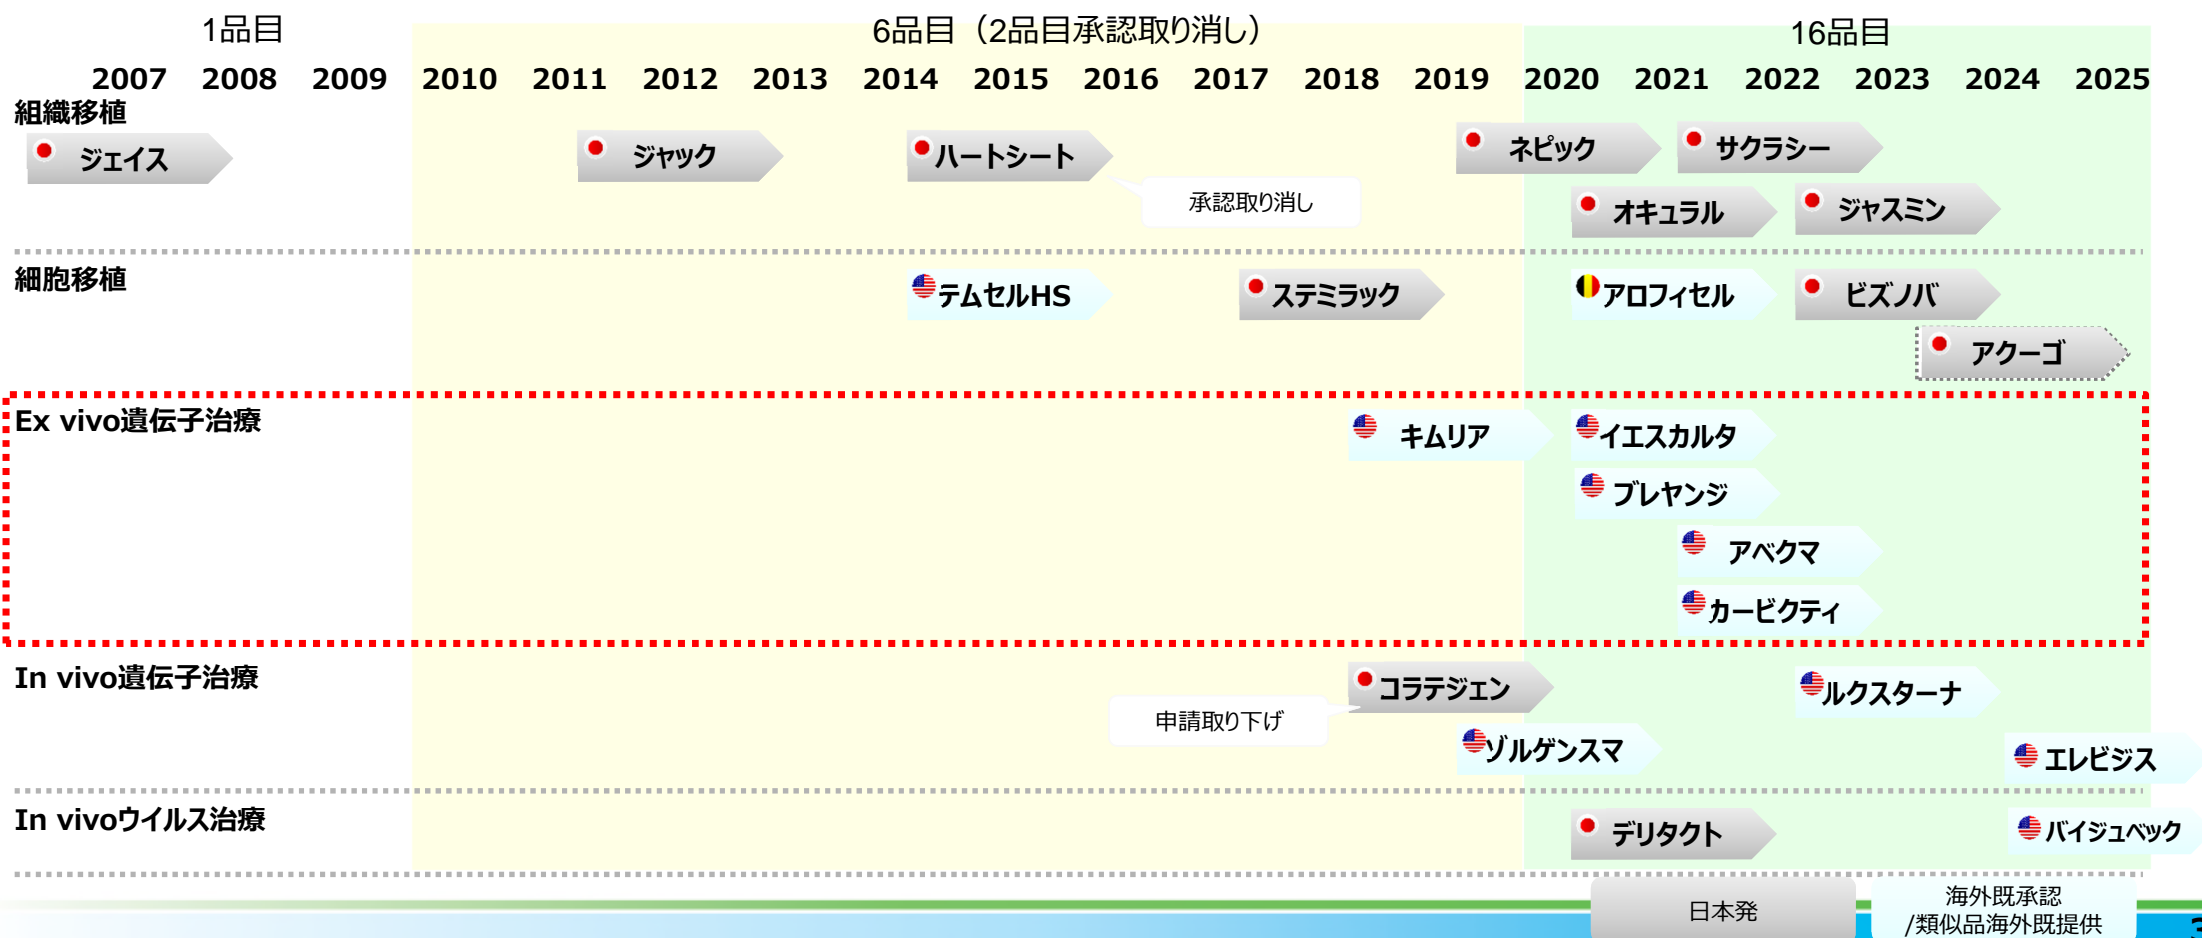 1品目
6品目（2品目承認取り消し）
16品目
2007 2008 2009 2010 2011 2012 2013 2014 2015 2016 2017 2018 2019 2020 2021 2022 2023 2024 2025
組織移植
ジェイス
ジャック
ハートシート
ネピック
サクラシー
承認取り消し
オキュラル
ジャスミン
細胞移植
テムセルHS
ステミラック
アロフィセル
ビズノバ
アクーゴ
Ex vivo遺伝子治療
キムリア
イエスカルタ
ブレヤンジ
アベクマ
カービクティ
In vivo遺伝子治療
コラテジェン
ルクスターナ
申請取り下げ
ゾルゲンスマ
エレビジス
In vivoウイルス治療
デリタクト
バイジュベック
日本発
海外既承認
/類似品海外既提供